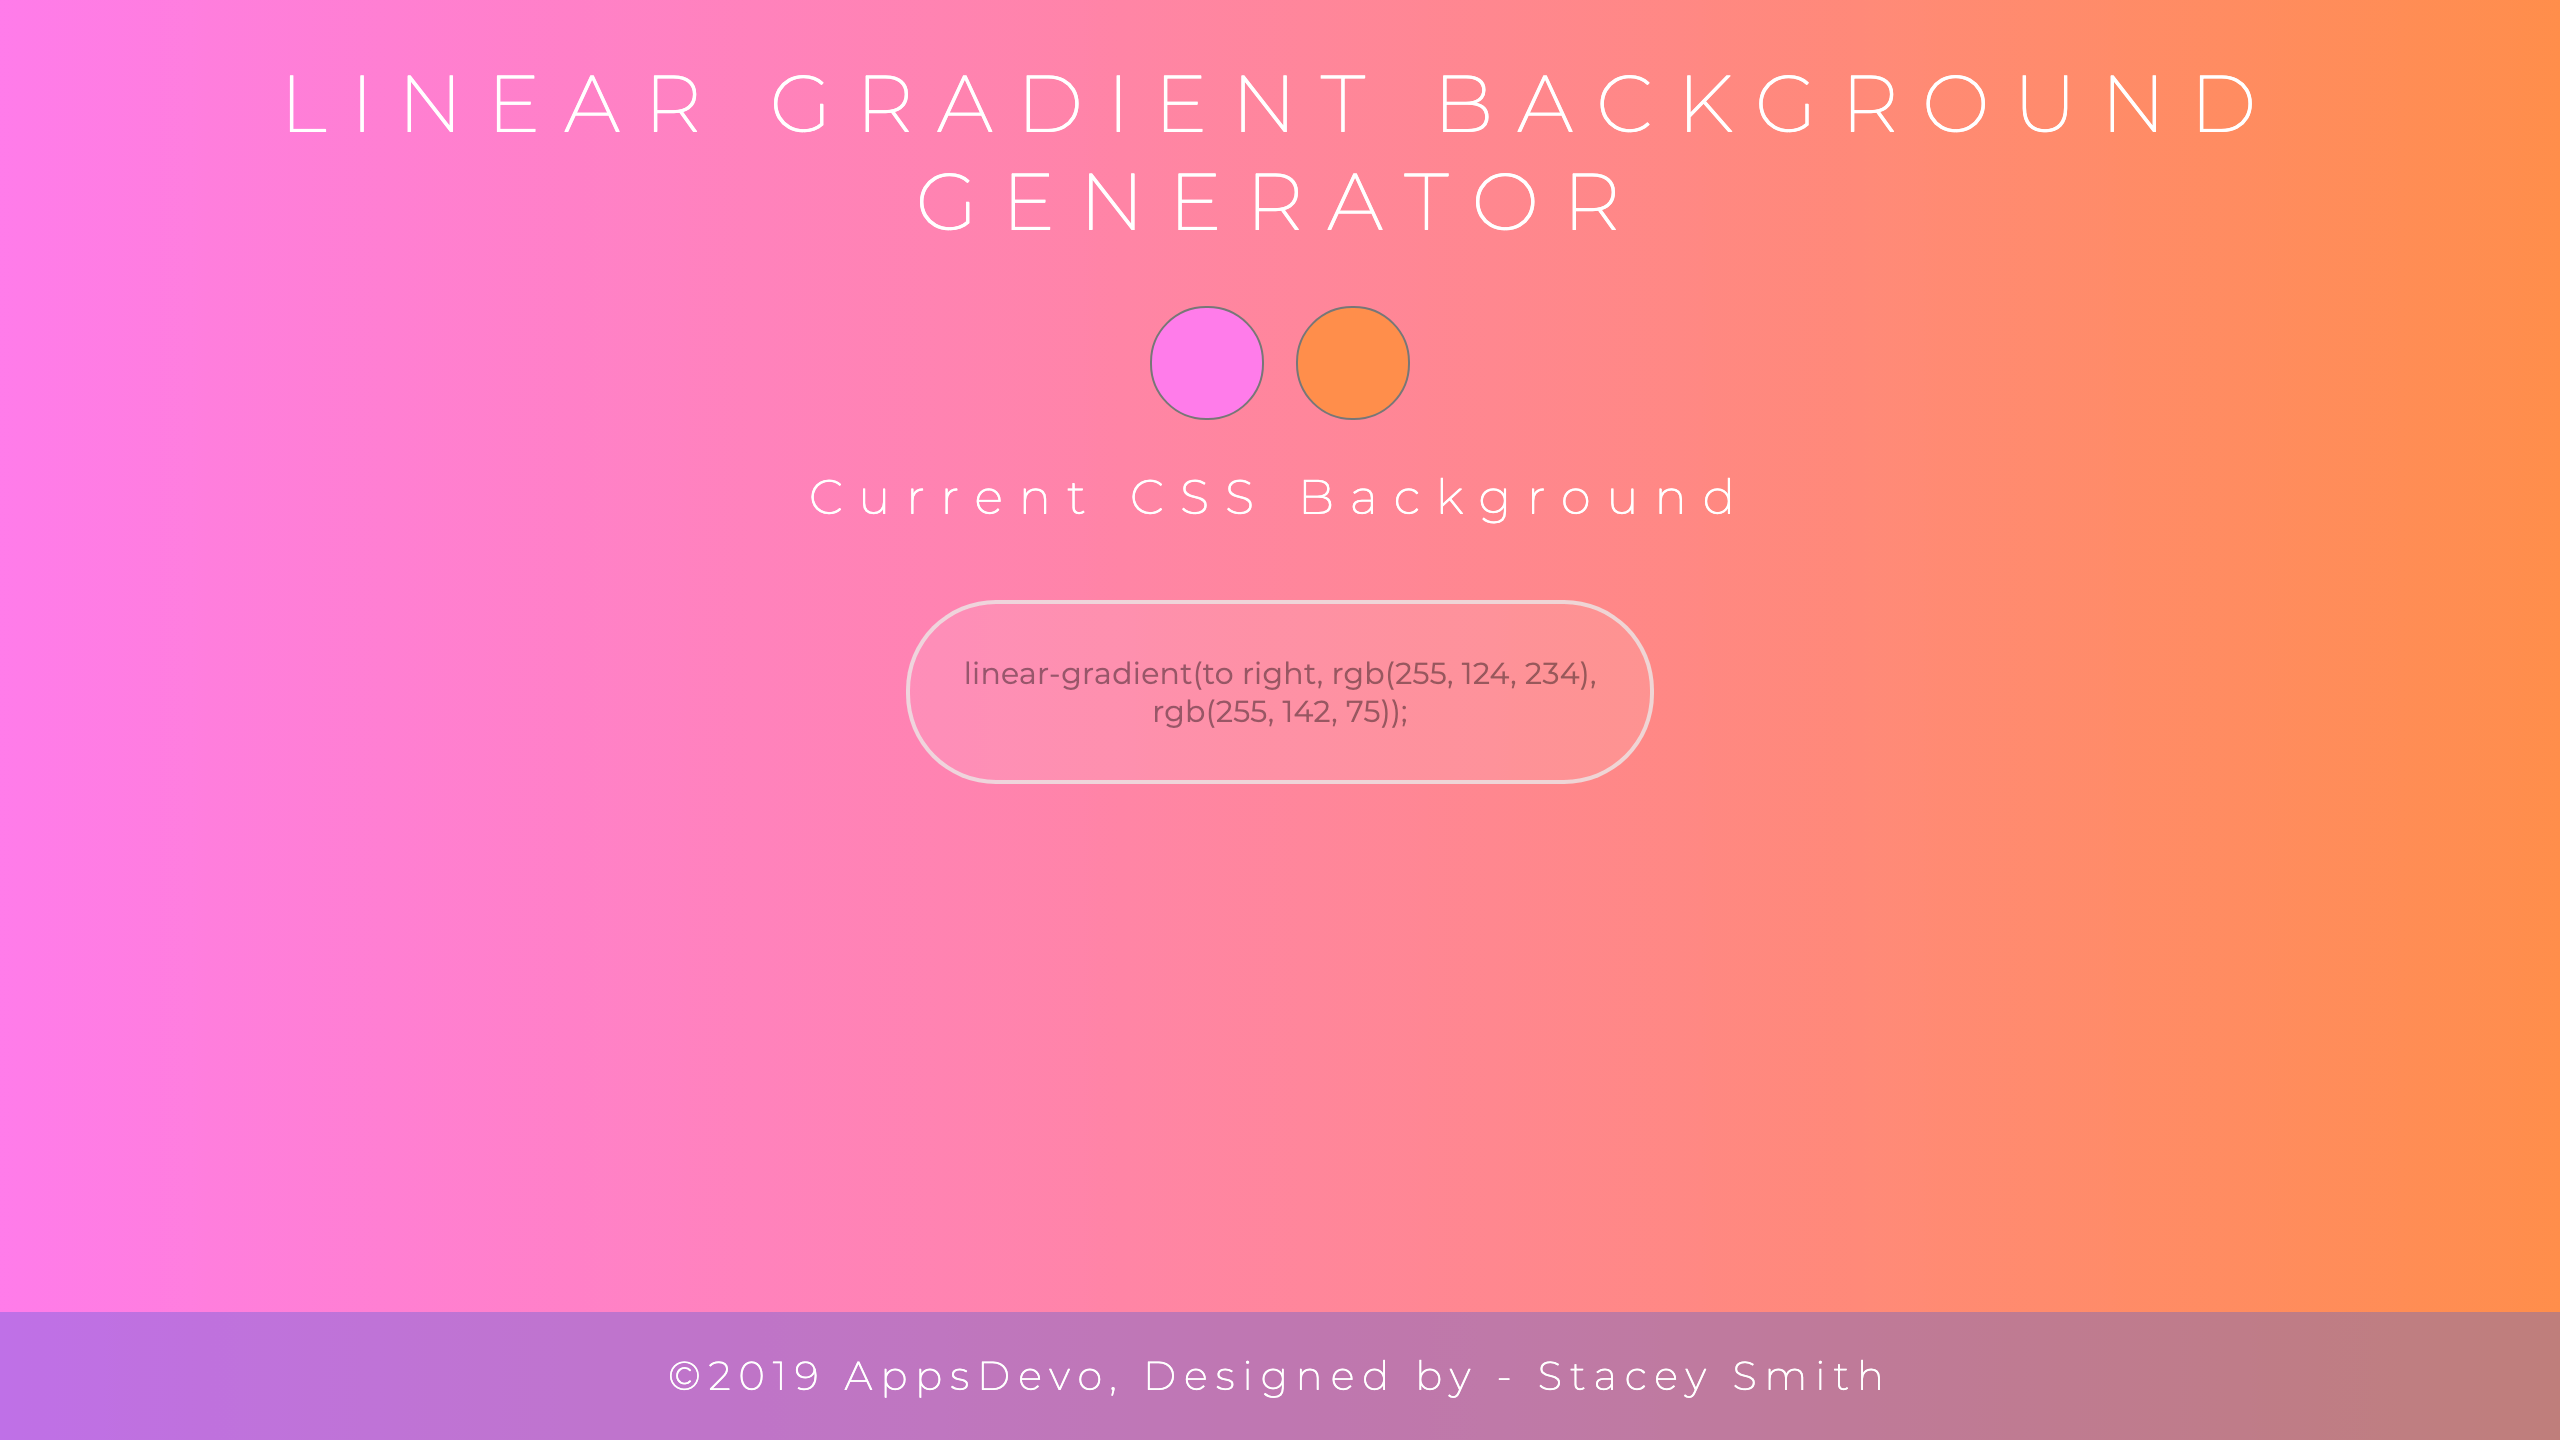 LINEAR GRADIENT BACKGROUND
GENERATOR
Current CSS Background
linear-gradient(to right, rgb(255, 124, 234),
rgb(255, 142, 75));
©2019 AppsDevo, Designed by - Stacey Smith